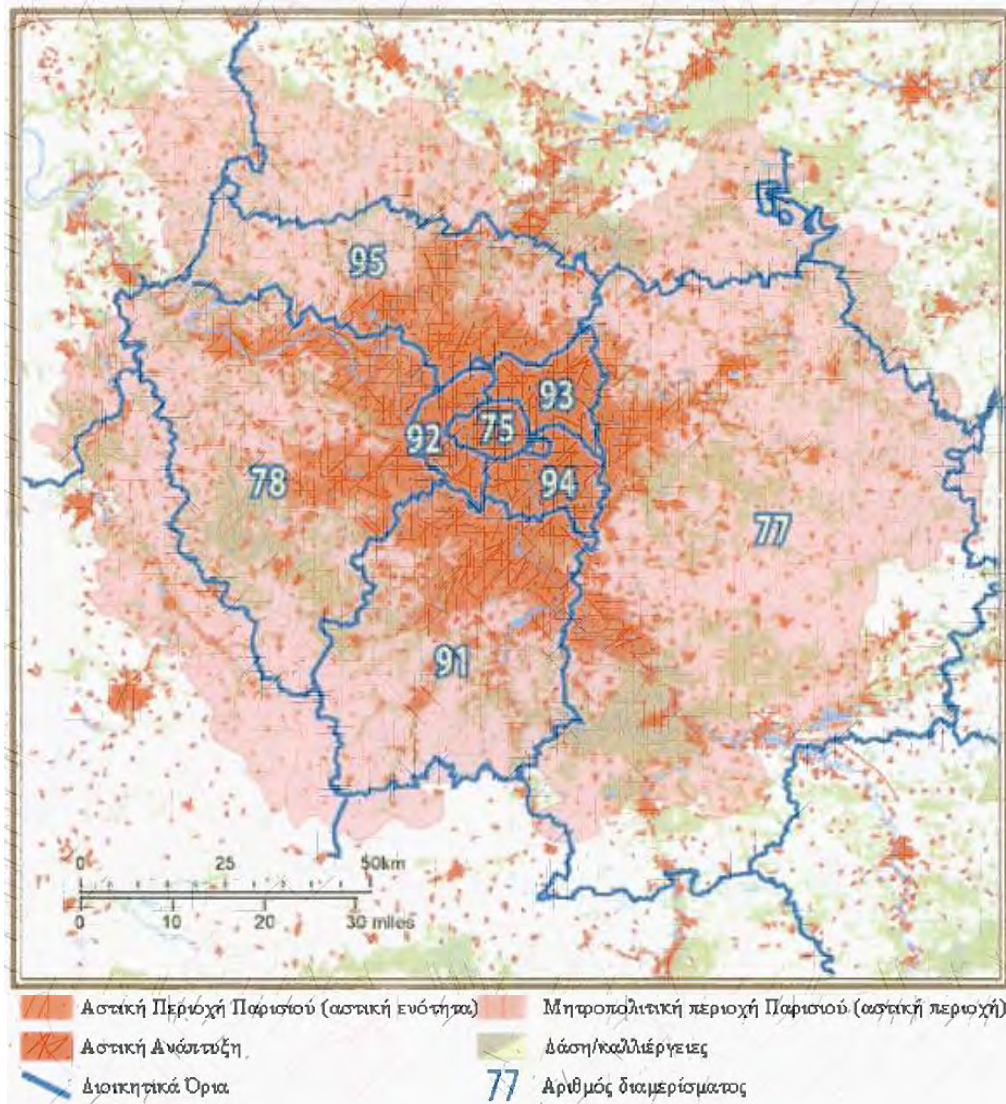 95
93
75
92
78
94
77
91
0 25 50km
0 10 20 30 miles
Αστική Περιοχή Παρισιού (αστική ενότητα)
Μητροπολιτική περιοχή Παρισιού (αστική περιοχή)
Αστική Ανάπτυξη
Δάση/καλλιέργειες
Διοικητικά Όρια
77 Αριθμός διαμερίσματος